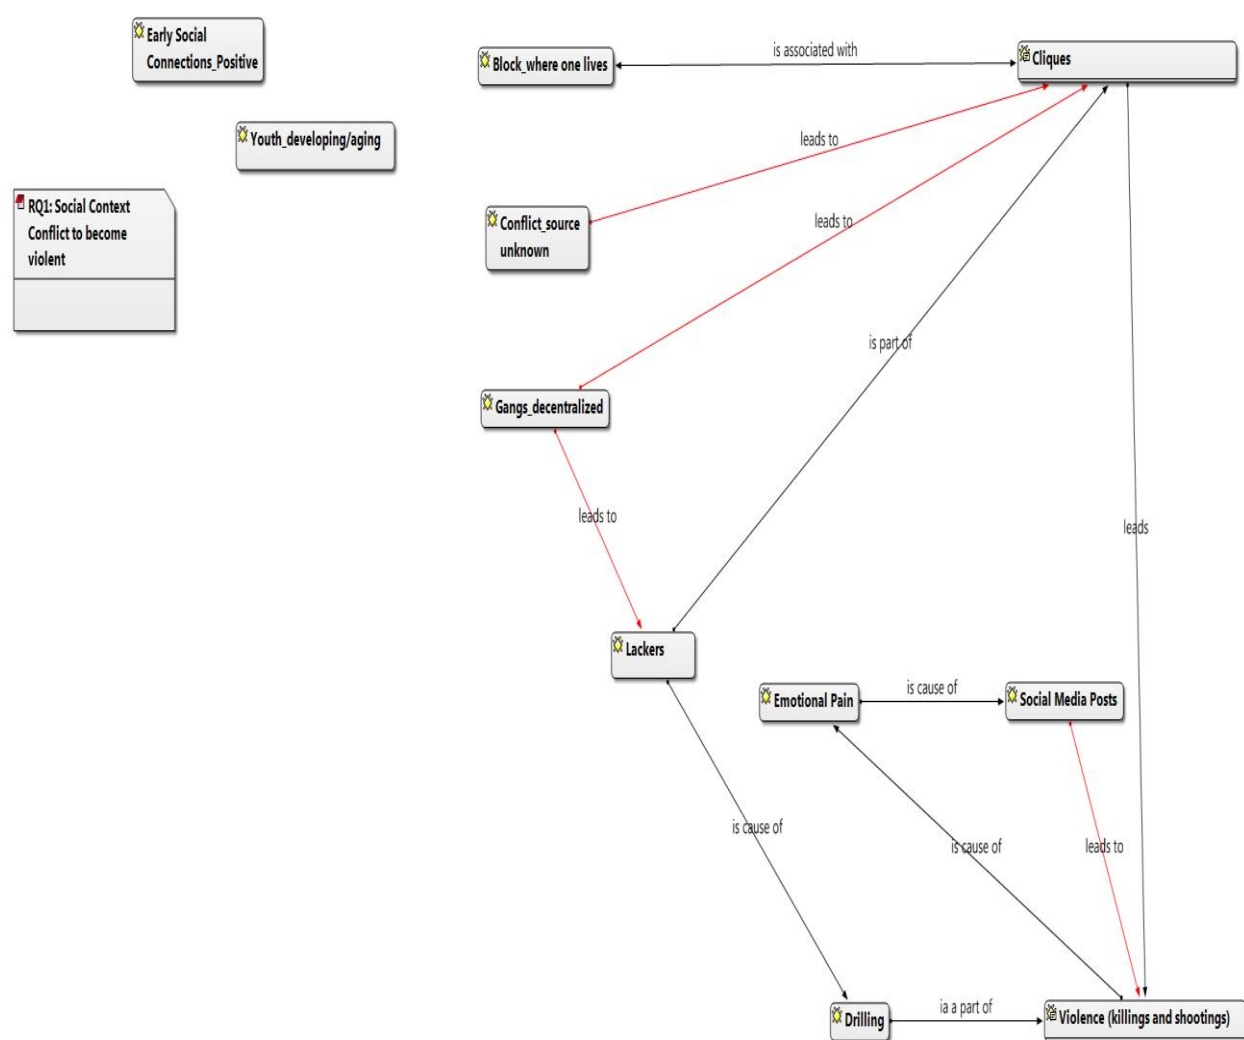 Early Social
Connections_Positive
Block_where one lives
is associated with
Cliques
Youth_developing/aging
leads to
RQ1: Social Context
Conflict to become
violent
Conflict_source
unknown
leads to
is part of
Gangs_decentralized
leads to
leads
Lackers
Emotional Pain
is cause of
Social Media Posts
is cause of
is cause of
leads to
Drilling
ia a part of
Violence (killings and shootings)